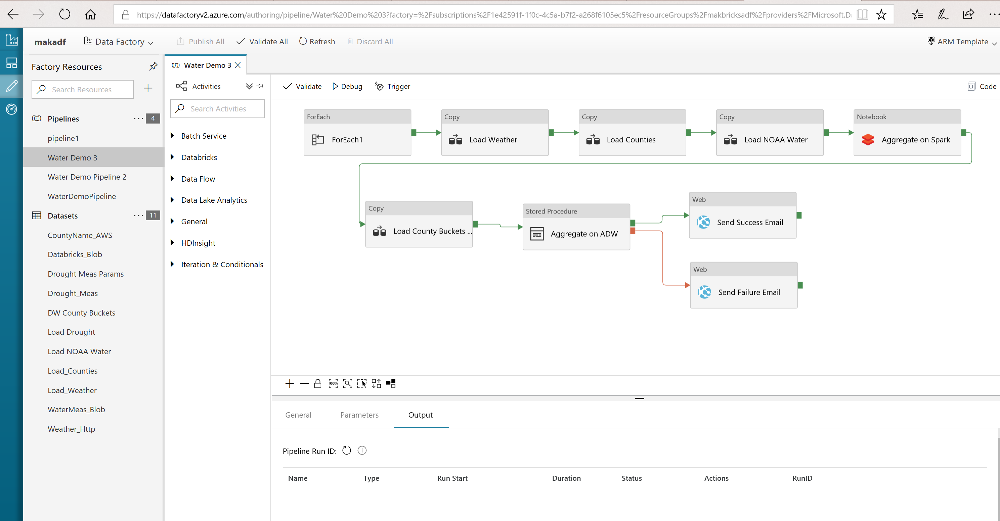 https://datafactoryv2.azure.com/authoring/pipeline/Water%20Demo%203?factory=%2Fsubscriptions%2F1e42591f-1f0c-4c5a-b7f2-a268f6105ec5%2FresourceGroups%2Fmakbricksadf%2Fproviders%2FMicrosoft.D
makadf Data Factory Publish All Validate All Refresh Discard All ARM Template
Factory Resources
Search Resources
Pipelines 4
pipeline1
Water Demo 3
Water Demo Pipeline 2
WaterDemoPipeline
Datasets 11
CountyName_AWS
Databricks_Blob
Drought Meas Params
Drought_Meas
DW County Buckets
Load Drought
Load NOAA Water
Load_Counties
Load_Weather
WaterMeas_Blob
Weather_Http
Water Demo 3
Activities
Search Activities
Batch Service
Databricks
Data Flow
Data Lake Analytics
General
HDInsight
Iteration & Conditionals
Validate Debug Trigger Code
ForEach
ForEach1
Copy
Load Weather
Copy
Load Counties
Copy
Load NOAA Water
Notebook
Aggregate on Spark
Copy
Load County Buckets ...
Stored Procedure
Aggregate on ADW
Web
Send Success Email
Web
Send Failure Email
100%
General Parameters Output
Pipeline Run ID:
Name Type Run Start Duration Status Actions RunID